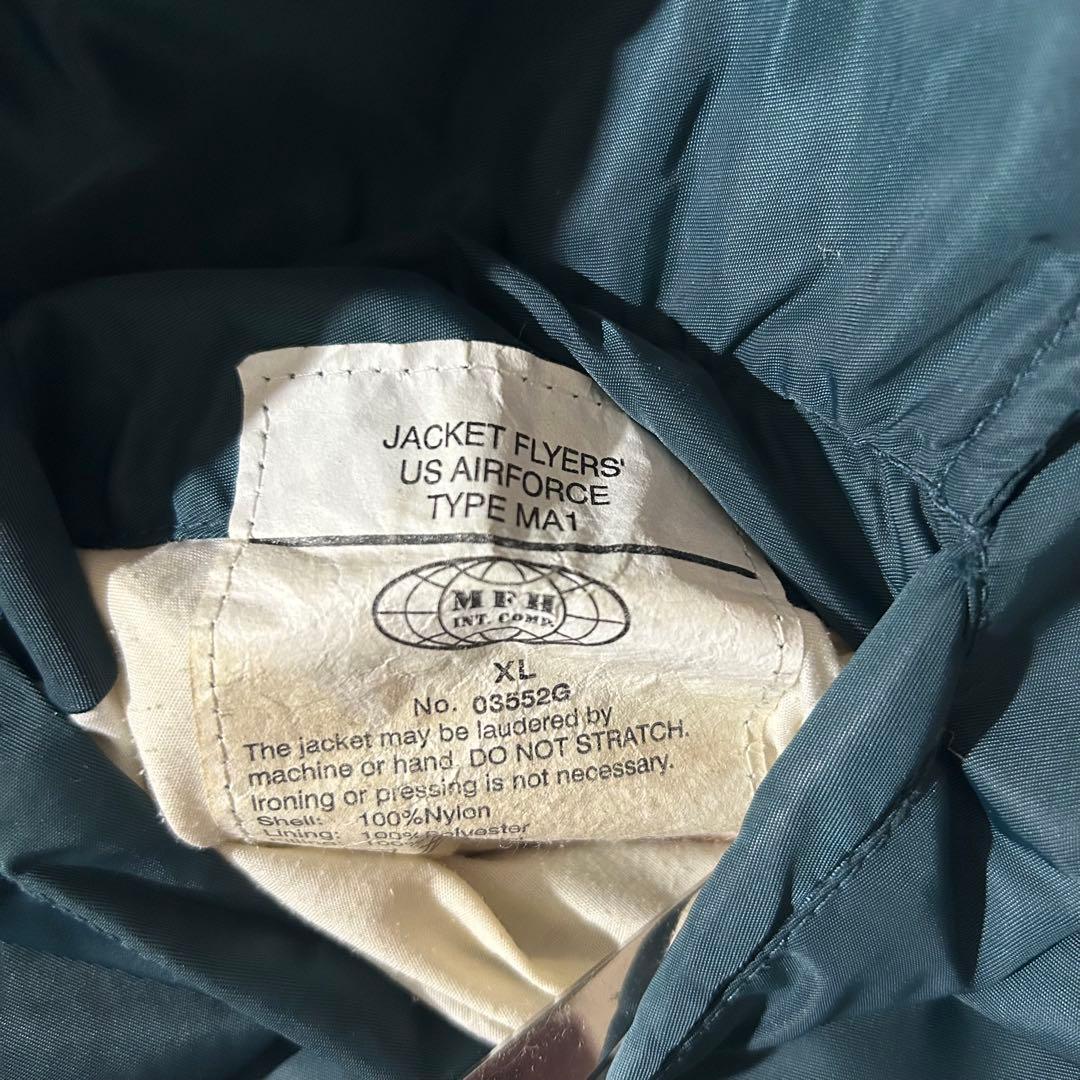 JACKET FLYERS'
US AIRFORCE
TYPE MA1
MFH
INT. COMP.
XL
No. 03552G
The jacket may be laudered by
machine or hand. DO NOT STRATCH.
Ironing or pressing is not necessary.
Shell: 100%Nylon
Lining: 100% Polyester